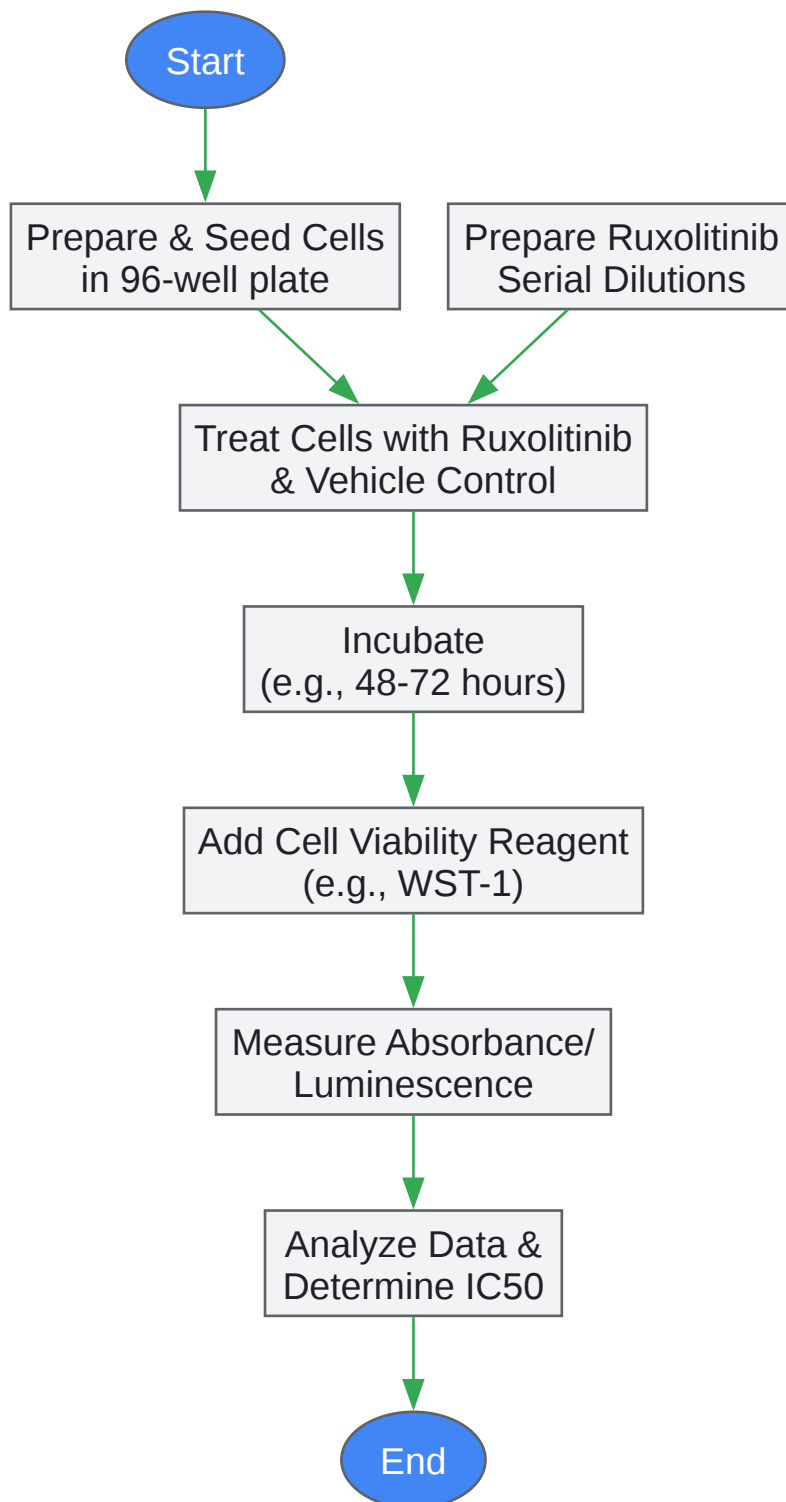 Start
Prepare & Seed Cells
in 96-well plate
Prepare Ruxolitinib
Serial Dilutions
Treat Cells with Ruxolitinib
& Vehicle Control
Incubate
(e.g., 48-72 hours)
Add Cell Viability Reagent
(e.g., WST-1)
Measure Absorbance/
Luminescence
Analyze Data &
Determine IC50
End